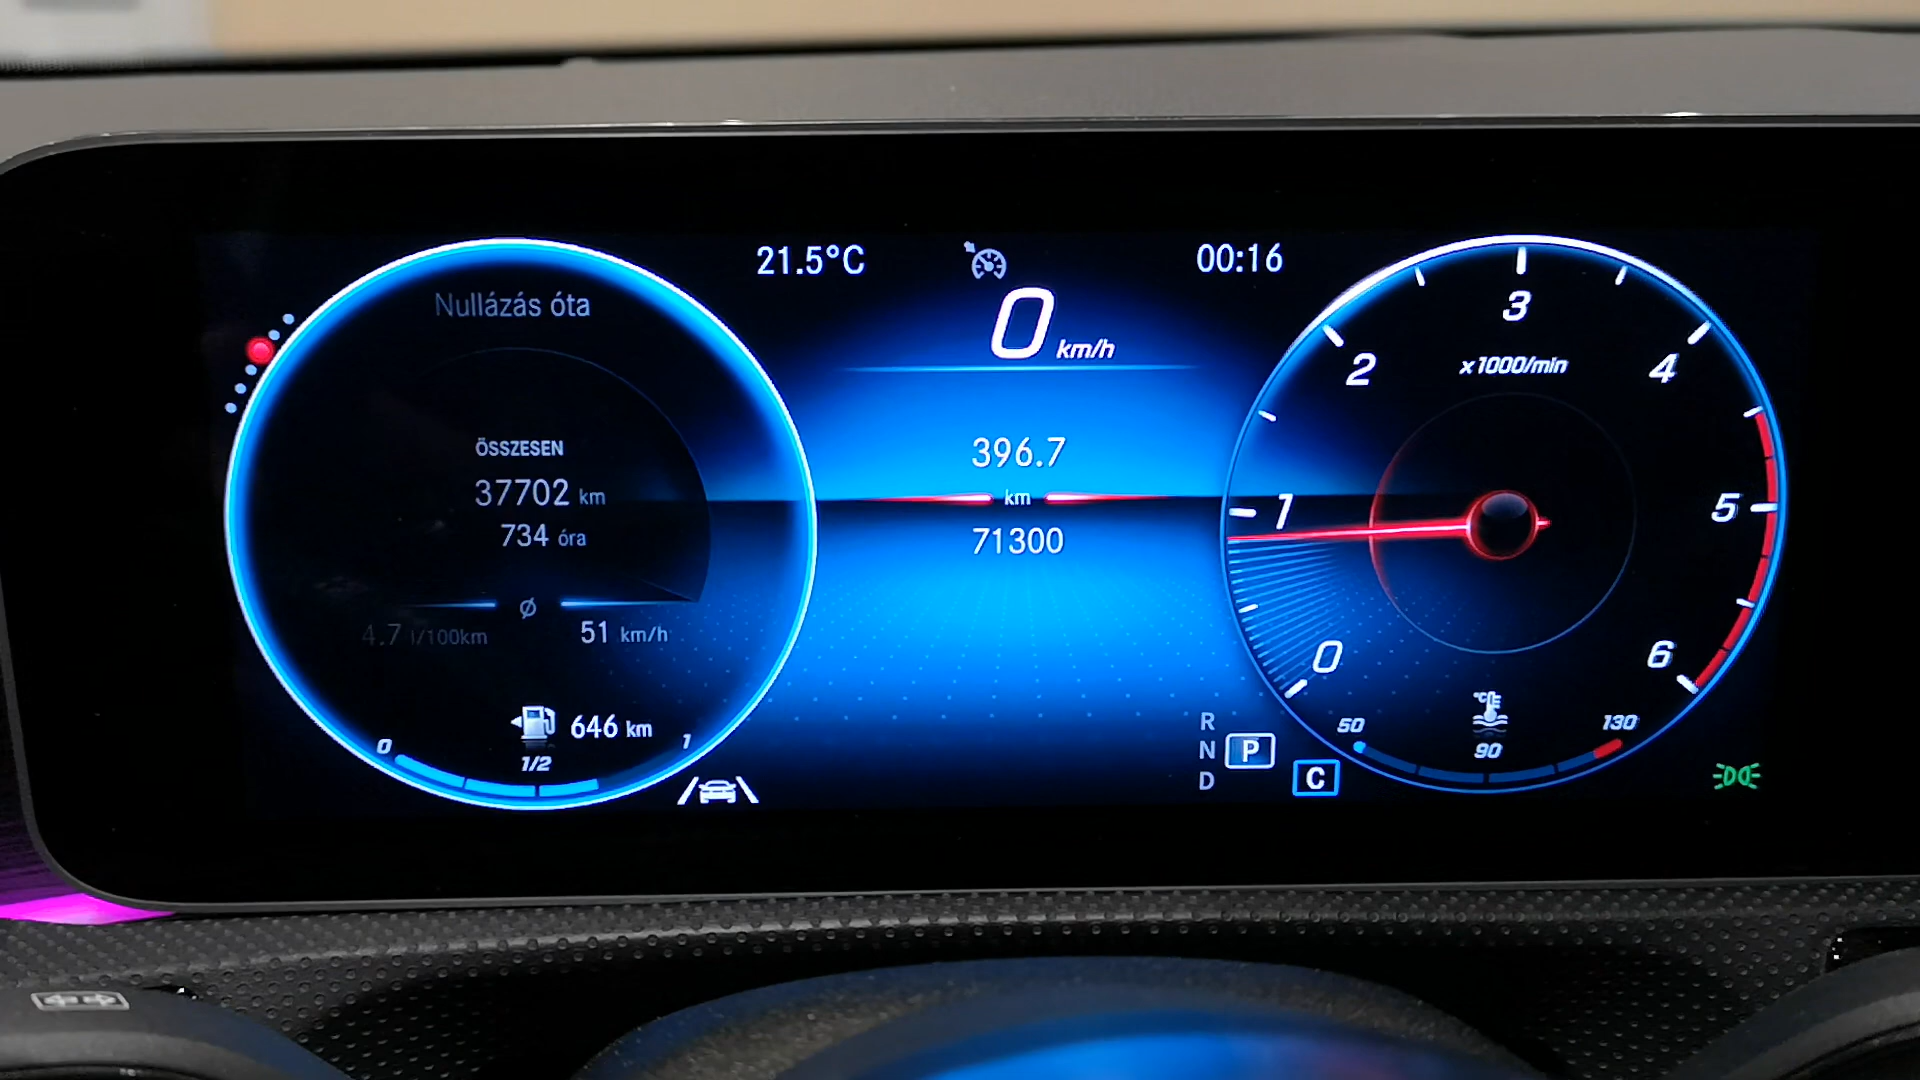 21.5°C
00:16
0 km/h
Nullázás óta
ÖSSZESEN
37702 km
734 óra
Ø
4.7 l/100km
51 km/h
646 km
0
1/2
1
396.7
km
71300
R
N
D
P
C
0
1
2
3
4
5
6
x1000/min
°C
50
90
130